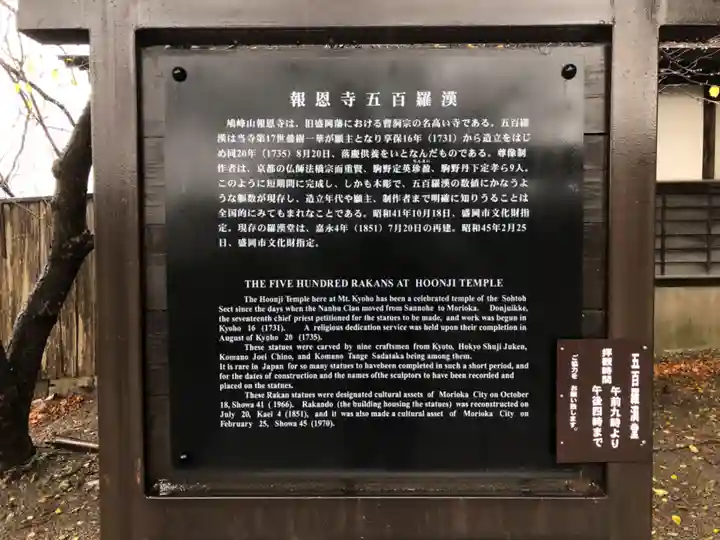 報恩寺五百羅漢
鳩峰山報恩寺は、旧盛岡藩における曹洞宗の名高い寺である。五百羅
漢は当寺第17世曇樹一華が願主となり享保16年(1731)から造立をはじ
め同20年(1735)8月20日、落慶供養をいとなんだものである。尊像制
作者は、京都の仏師法橋宗而重賢、駒野定英珍盈、駒野丹下定孝ら9人。
このように短期間に完成し、しかも木彫で、五百羅漢の数値にかなうよ
うな軀数が現存し、造立年代や願主、制作者まで明確に知りうることは
全国的にみてもまれなことである。昭和41年10月18日、盛岡市文化財指
定。現存の羅漢堂は、嘉永4年(1851)7月20日の再建。昭和45年2月25
日、盛岡市文化財指定。
THE FIVE HUNDRED RAKANS AT HOONJI TEMPLE
The Hoonji Temple here at Mt. Kyoho has been a celebrated temple of the Sohtoh
Sect since the days when the Nanbu Clan moved from Sannohe to Morioka. Donjuikke,
the seventeenth chief priest petitioned for the statues to be made, and work was begun in
Kyoho 16 (1731). A religious dedication service was held upon their completion in
August of Kyoho 20 (1735).
These statues were carved by nine craftsmen from Kyoto, Hokyo Shuji Juken,
Komano Joei Chino, and Komano Tange Sadataka being among them.
It is rare in Japan for so many statues to havebeen completed in such a short period, and
for the dates of construction and the names ofthe sculptors to have been recorded and
placed on the statues.
These Rakan statues were designated cultural assets of Morioka City on October
18, Showa 41 ( 1966). Rakando (the building housing the statues) was reconstructed on
July 20, Kaei 4 (1851), and it was also made a cultural asset of Morioka City on
February 25, Showa 45 (1970).
五百羅漢堂
拝観時間
午前九時より
午後四時まで
ご協力をお願い致します。